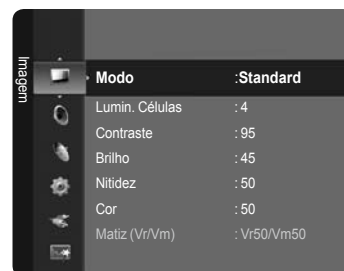 Imagem
Modo :Standard
Lumin. Células : 4
Contraste : 95
Brilho : 45
Nitidez : 50
Cor : 50
Matiz (Vr/Vm) : Vr50/Vm50